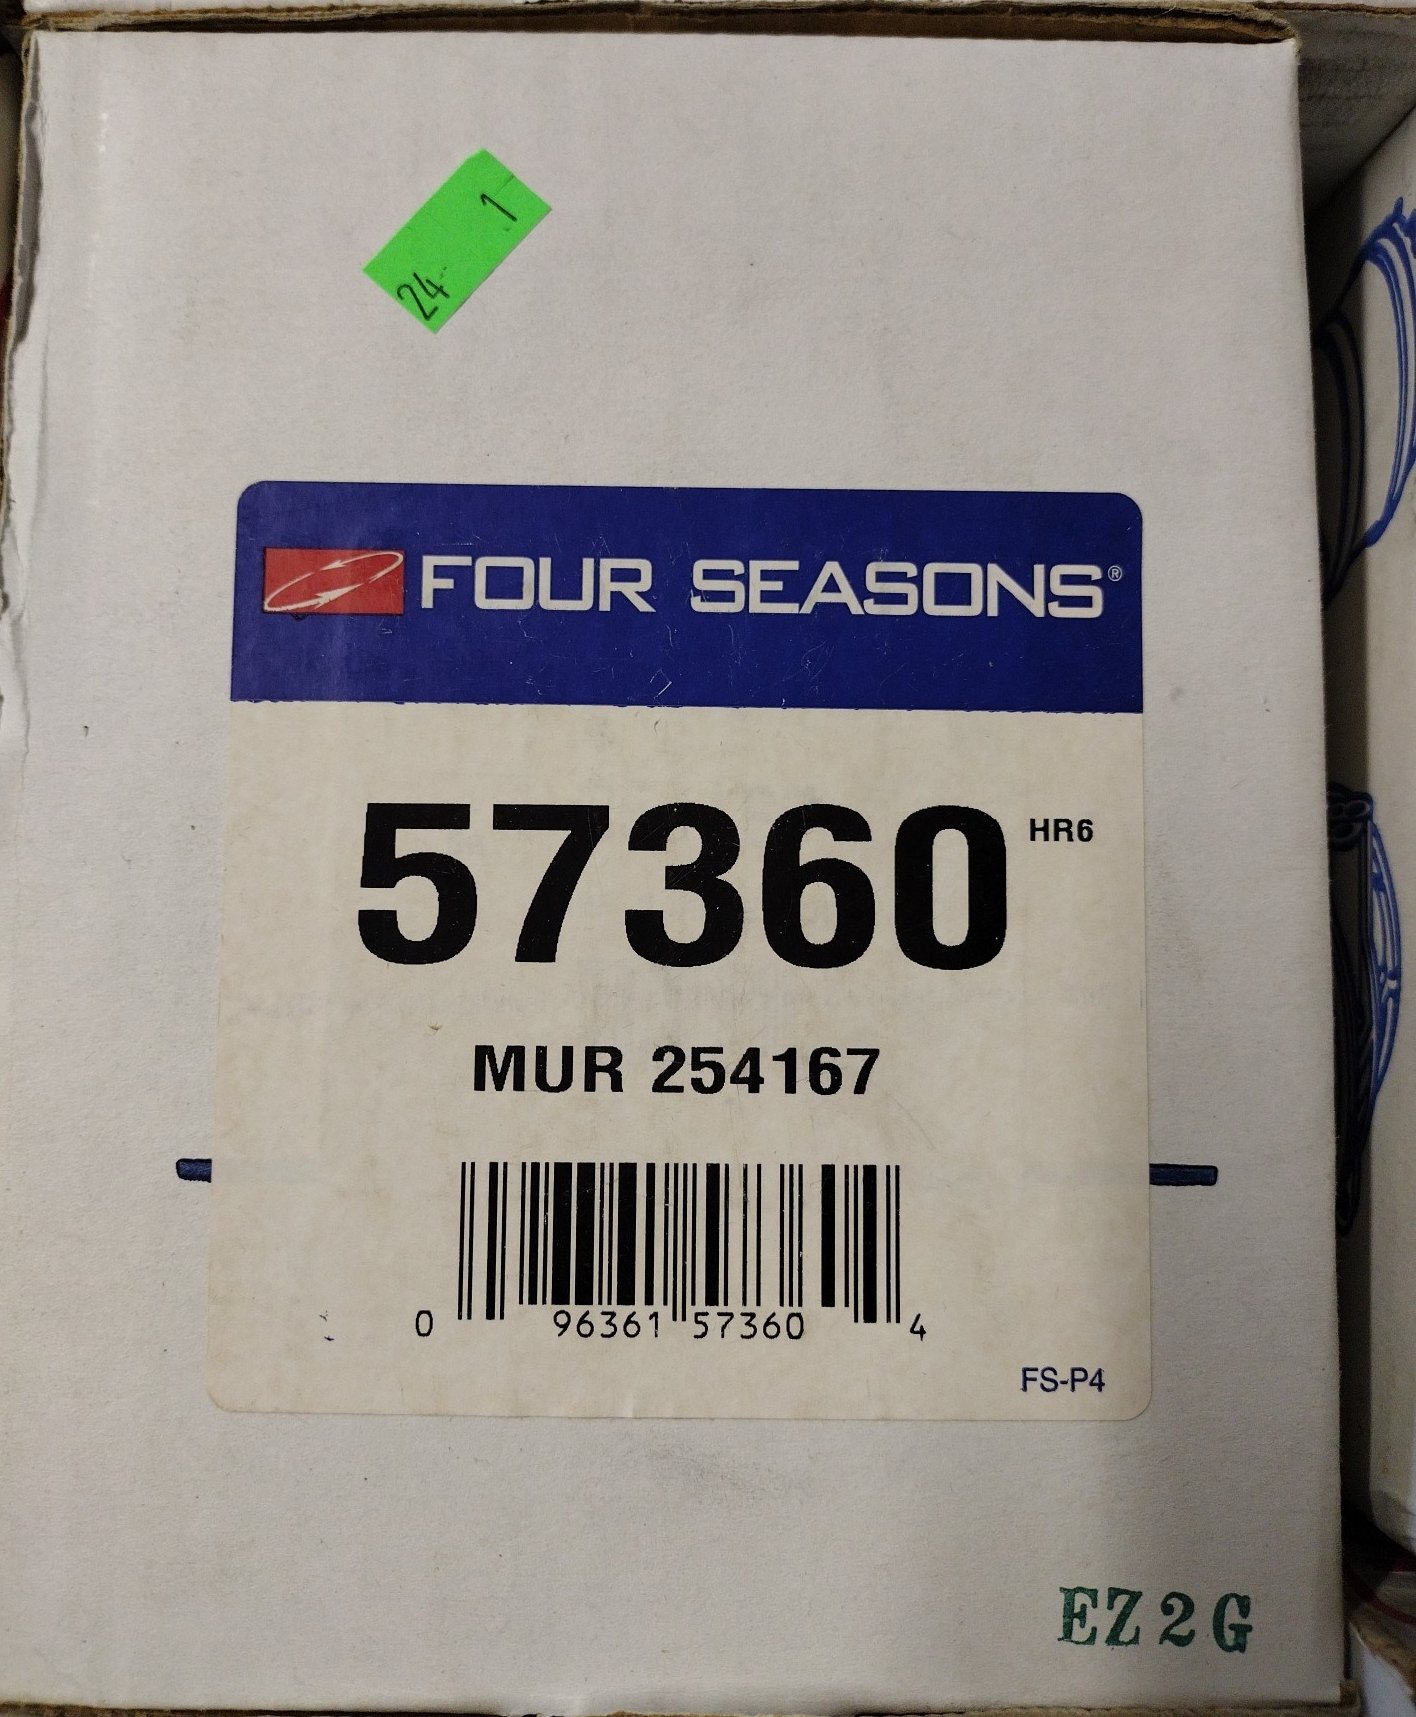 1
24
FOUR SEASONS®
57360 HR6
MUR 254167
0 96361 57360 4
FS-P4
EZ2G